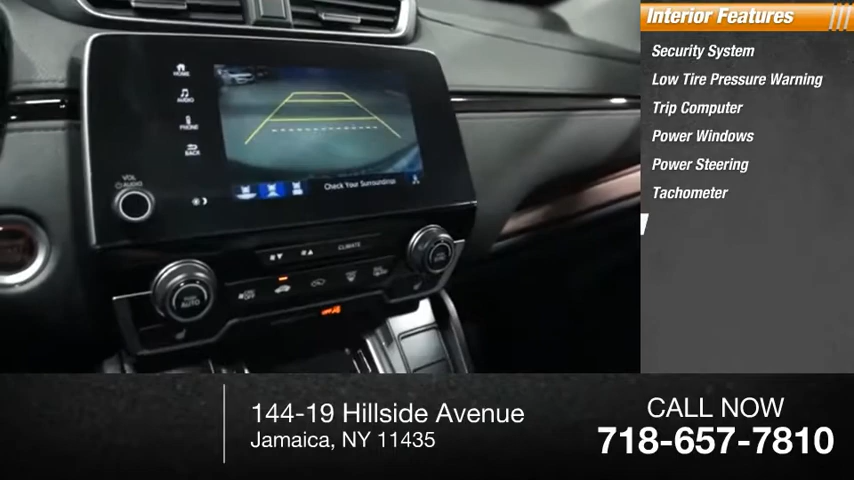 Interior Features
Security System
Low Tire Pressure Warning
Trip Computer
Power Windows
Power Steering
Tachometer
HOME
AUDIO
PHONE
BACK
VOL
AUDIO
Check Your Surroundings
CLIMATE
AUTO
OFF
144-19 Hillside Avenue
Jamaica, NY 11435
CALL NOW
718-657-7810